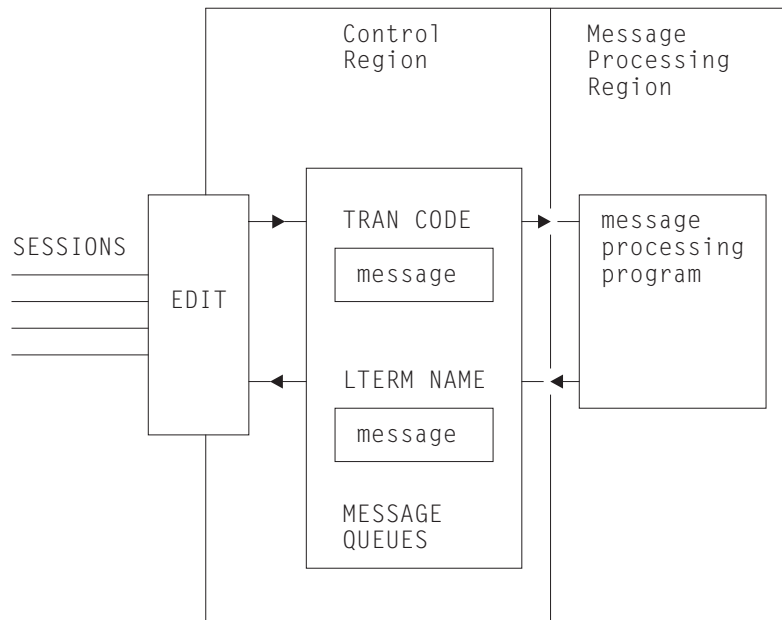 Control
Region
Message
Processing
Region
SESSIONS
EDIT
TRAN CODE
message
LTERM NAME
message
MESSAGE
QUEUES
message
processing
program